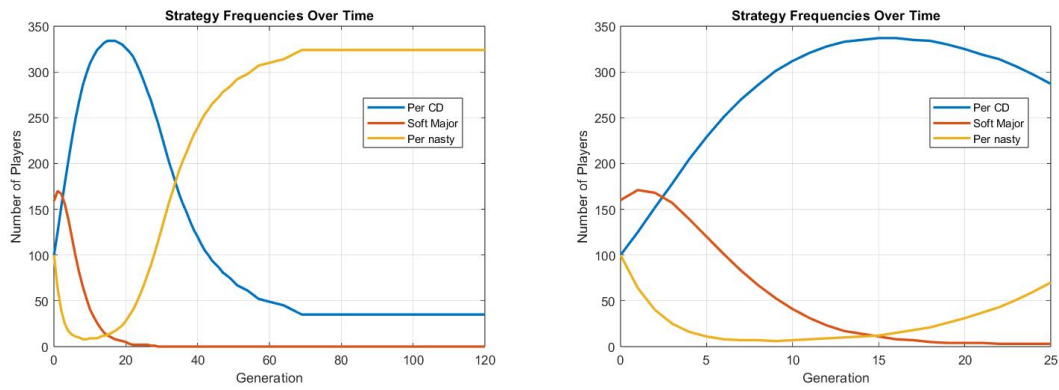 Strategy Frequencies Over Time
350
300
250
200
150
100
50
0
0 20 40 60 80 100 120
Number of Players
Generation
Per CD
Soft Major
Per nasty
Strategy Frequencies Over Time
350
300
250
200
150
100
50
0
0 5 10 15 20 25
Number of Players
Generation
Per CD
Soft Major
Per nasty